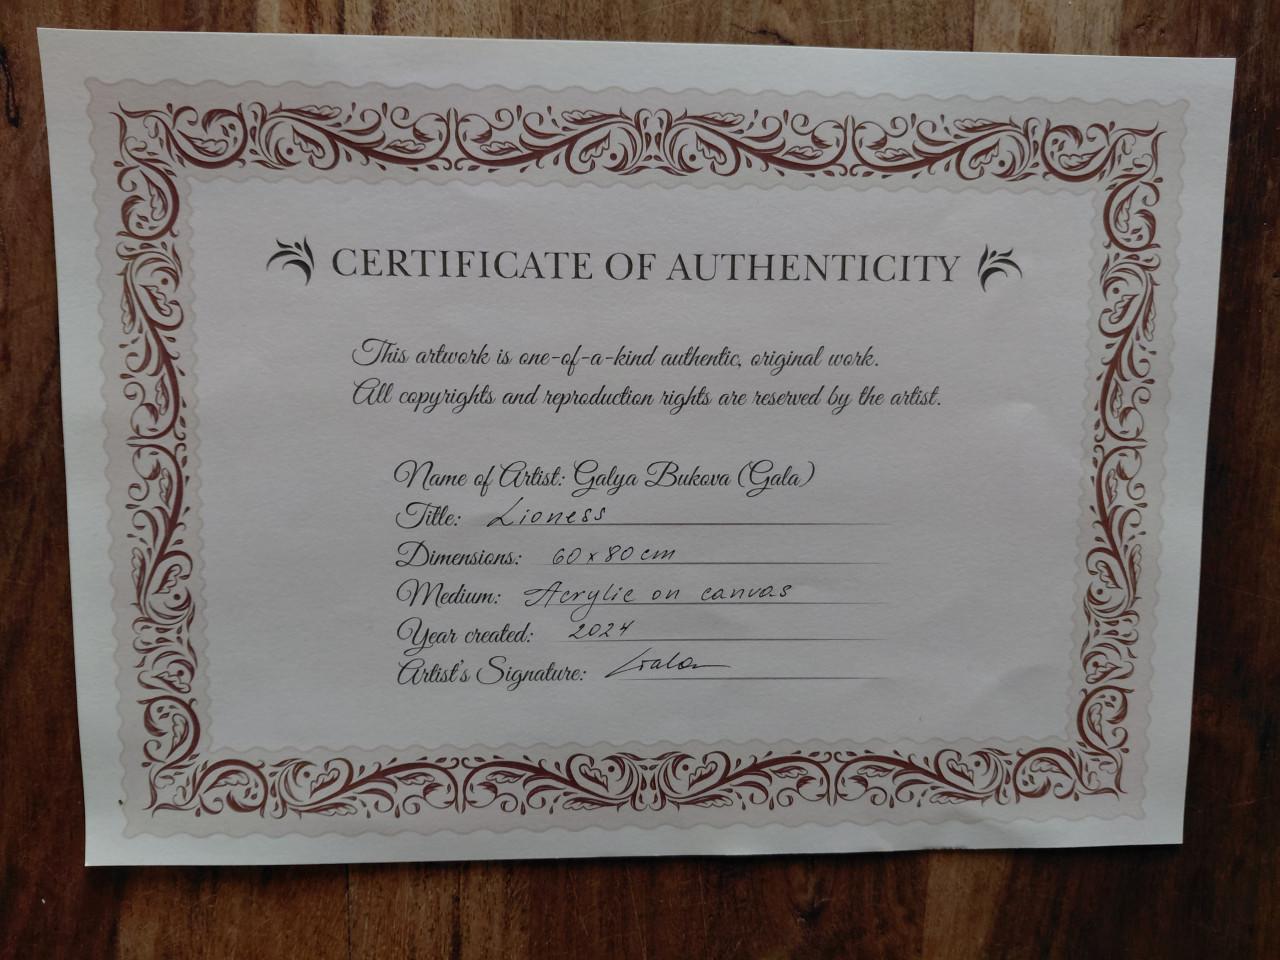 CERTIFICATE OF AUTHENTICITY
This artwork is one-of-a-kind authentic, original work.
All copyrights and reproduction rights are reserved by the artist.
Name of Artist: Galya Bukova (Gala)
Title: Lioness
Dimensions: 60 x 80 cm
Medium: Acrylic on canvas
Year created: 2024
Artist's Signature: Gala